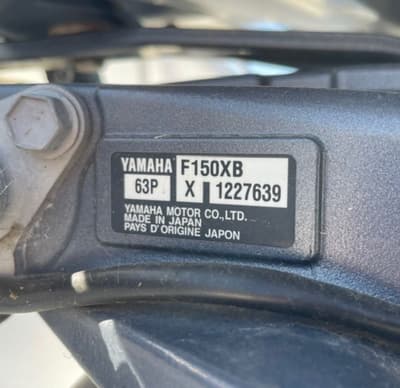 YAMAHA F150XB
63P X 1227639
YAMAHA MOTOR CO.,LTD.
MADE IN JAPAN
PAYS D'ORIGINE JAPON